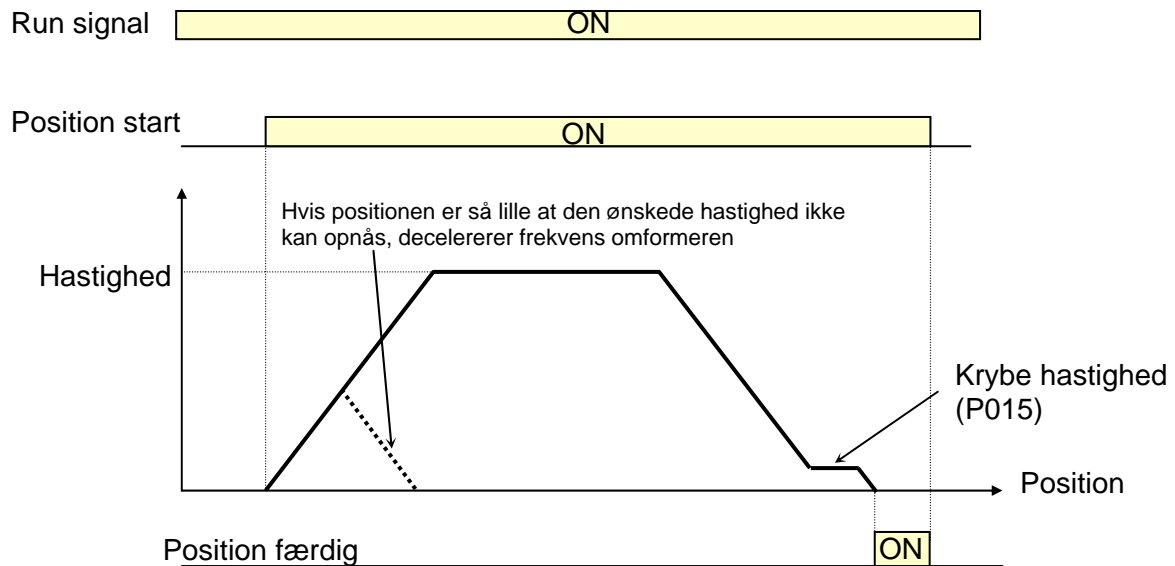 Run signal
ON
Position start
ON
Hvis positionen er så lille at den ønskede hastighed ikke
kan opnås, decelererer frekvens omformeren
Hastighed
Krybe hastighed
(P015)
Position
Position færdig
ON